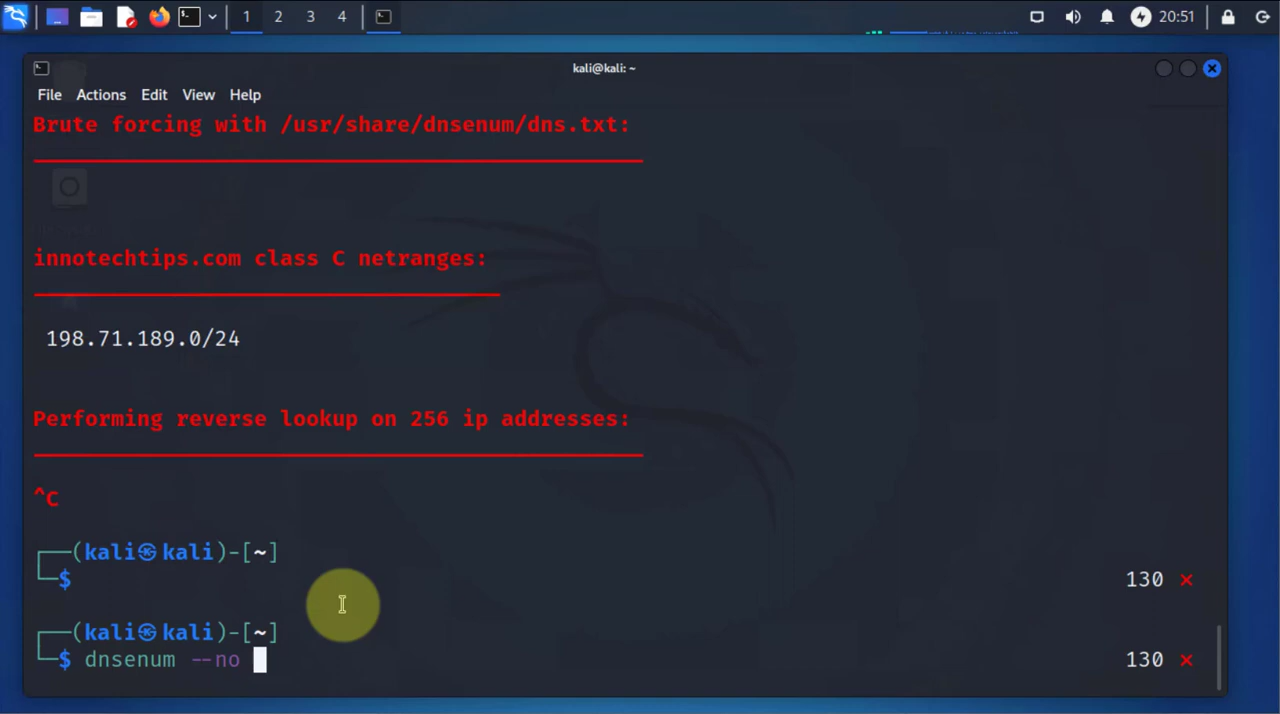 1 2 3 4 20:51
kali@kali: ~
File Actions Edit View Help
Brute forcing with /usr/share/dnsenum/dns.txt:
innotechtips.com class C netranges:
198.71.189.0/24
Performing reverse lookup on 256 ip addresses:
^C
┌──(kali㉿kali)-[~]
└─$ 130 ⨯
┌──(kali㉿kali)-[~]
└─$ dnsenum --no 130 ⨯